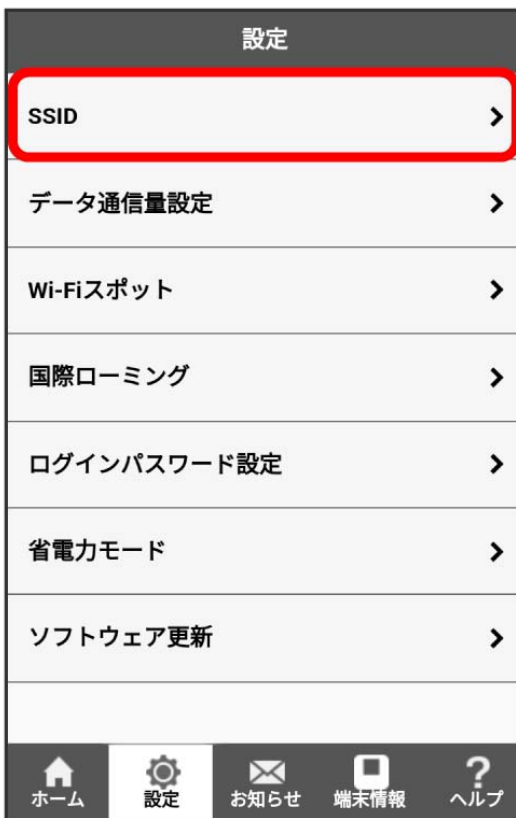 設定
SSID
データ通信量設定
Wi-Fiスポット
国際ローミング
ログインパスワード設定
省電力モード
ソフトウェア更新
ホーム 設定 お知らせ 端末情報 ヘルプ